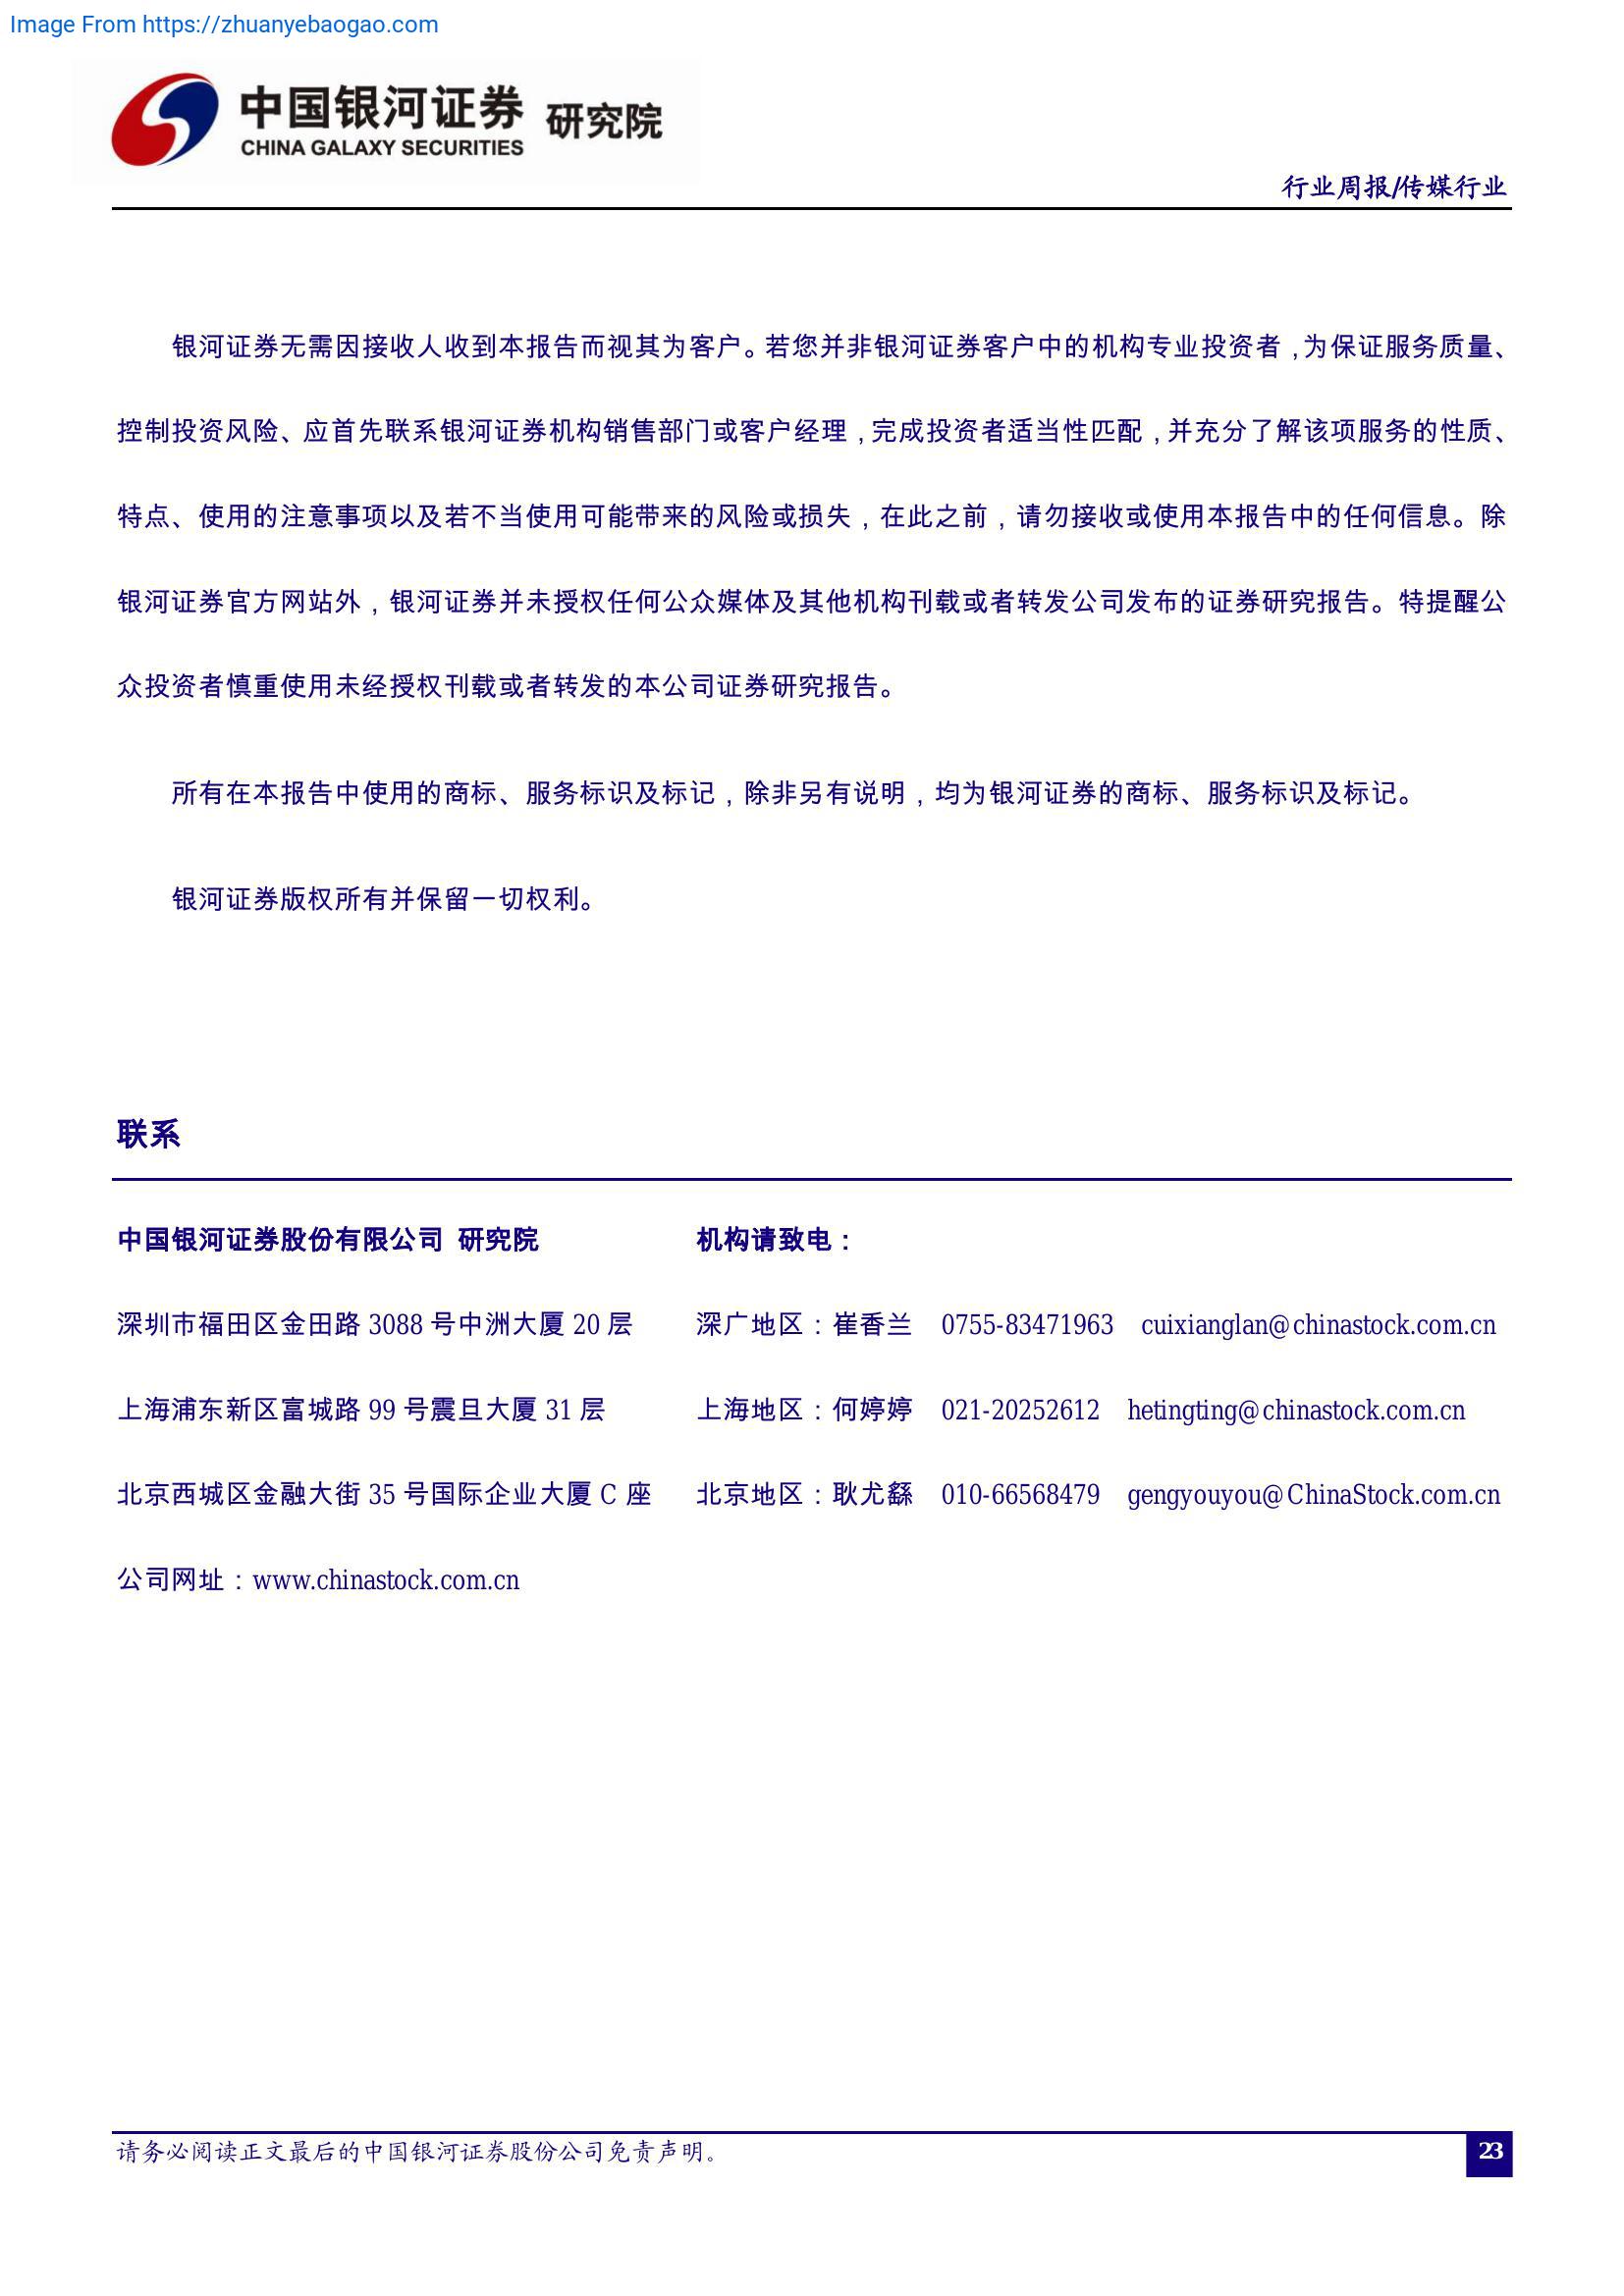 Image From https://zhuanyebaogao.com
中国银河证券 研究院
CHINA GALAXY SECURITIES
行业周报/传媒行业
银河证券无需因接收人收到本报告而视其为客户。若您并非银河证券客户中的机构专业投资者，为保证服务质量、
控制投资风险、应首先联系银河证券机构销售部门或客户经理，完成投资者适当性匹配，并充分了解该项服务的性质、
特点、使用的注意事项以及若不当使用可能带来的风险或损失，在此之前，请勿接收或使用本报告中的任何信息。除
银河证券官方网站外，银河证券并未授权任何公众媒体及其他机构刊载或者转发公司发布的证券研究报告。特提醒公
众投资者慎重使用未经授权刊载或者转发的本公司证券研究报告。
所有在本报告中使用的商标、服务标识及标记，除非另有说明，均为银河证券的商标、服务标识及标记。
银河证券版权所有并保留一切权利。
联系
中国银河证券股份有限公司 研究院 机构请致电：
深圳市福田区金田路 3088 号中洲大厦 20 层 深广地区：崔香兰 0755-83471963 cuixianglan@chinastock.com.cn
上海浦东新区富城路 99 号震旦大厦 31 层 上海地区：何婷婷 021-20252612 hetingting@chinastock.com.cn
北京西城区金融大街 35 号国际企业大厦 C 座 北京地区：耿尤繇 010-66568479 gengyouyou@ChinaStock.com.cn
公司网址：www.chinastock.com.cn
请务必阅读正文最后的中国银河证券股份公司免责声明。
23